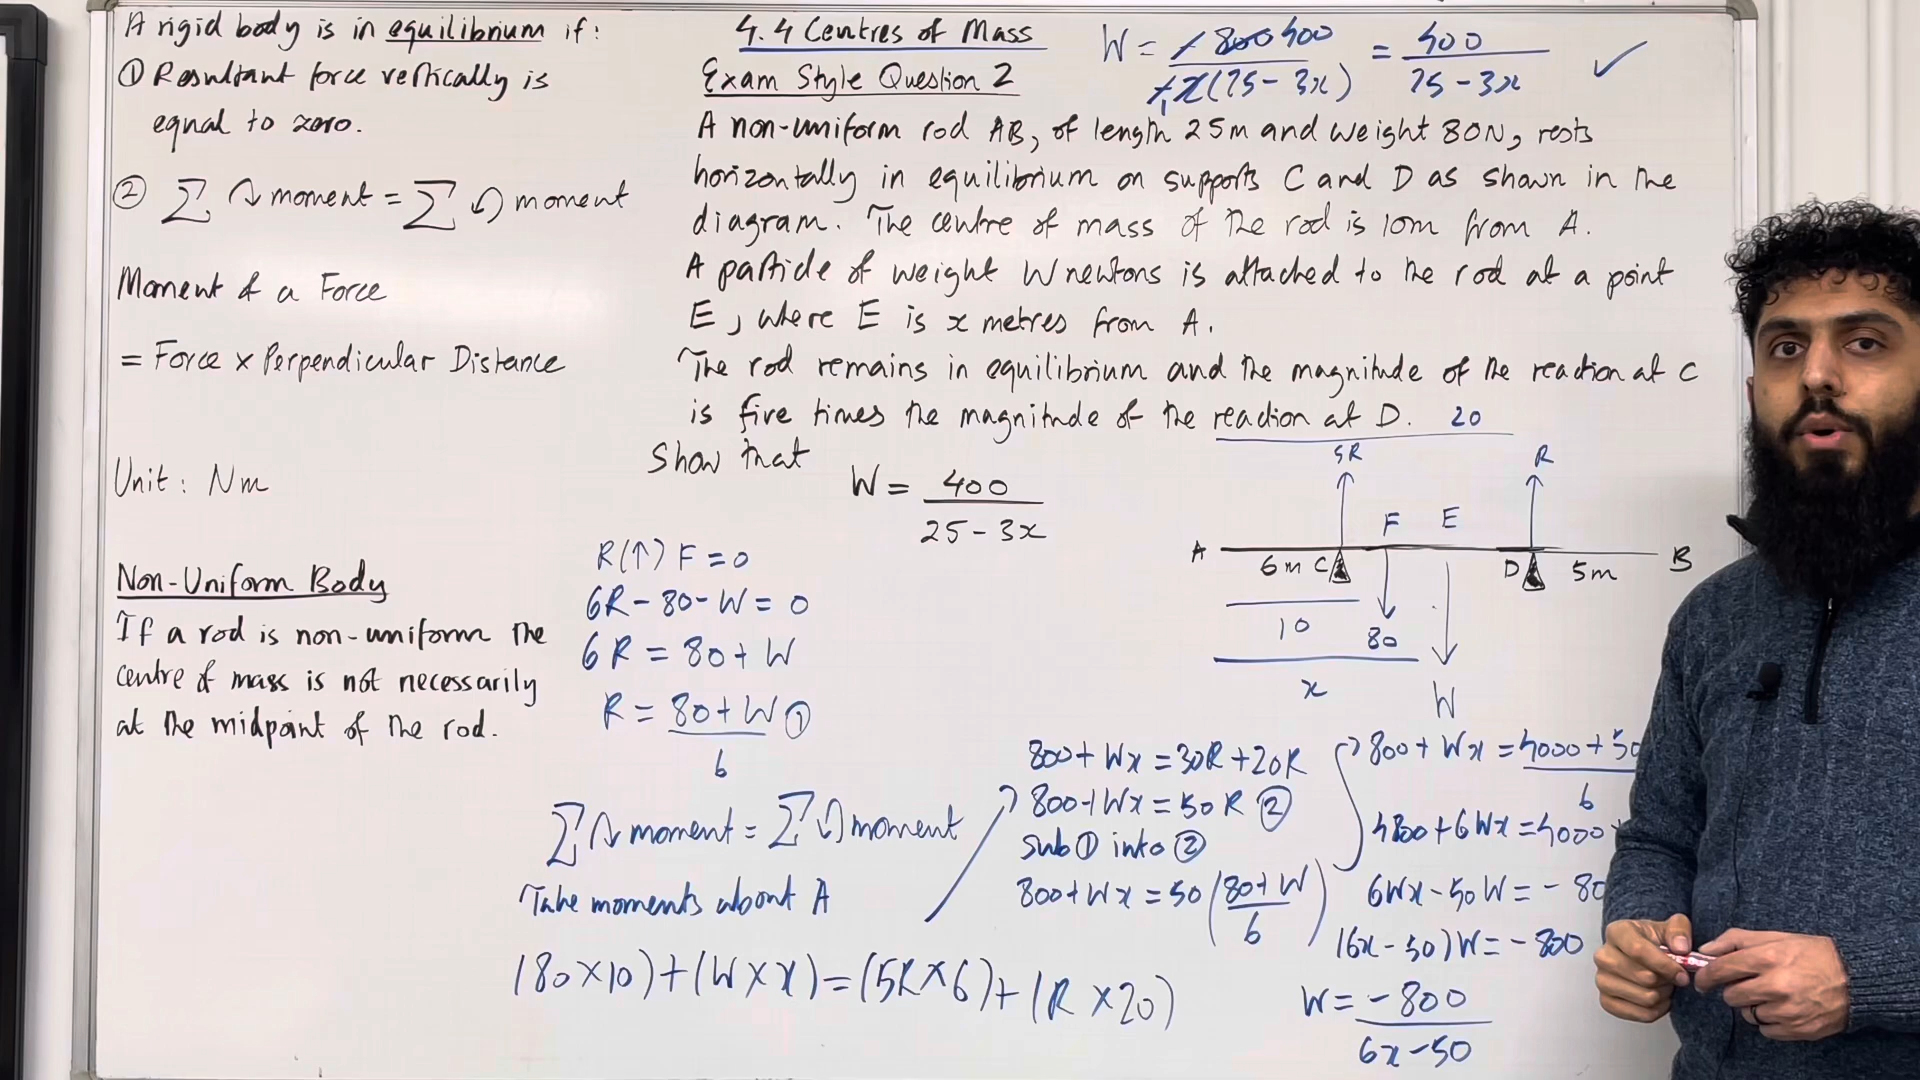 A rigid body is in equilibrium if:
① Resultant force vertically is
equal to zero.
② ∑ ↷ moment = ∑ ↶ moment
Moment of a Force
= Force × Perpendicular Distance
Unit: Nm
Non-Uniform Body
If a rod is non-uniform the
centre of mass is not necessarily
at the midpoint of the rod.
4.4 Centres of Mass
Exam Style Question 2
W = -800 400 / -2(25 - 3x) = 400 / 25 - 3x ✓
A non-uniform rod AB, of length 25m and weight 80N, rests
horizontally in equilibrium on supports C and D as shown in the
diagram. The centre of mass of the rod is 10m from A.
A particle of weight W newtons is attached to the rod at a point
E, where E is x metres from A.
The rod remains in equilibrium and the magnitude of the reaction at C
is five times the magnitude of the reaction at D.
Show that
W = 400 / 25 - 3x
20
5R R
F E
A 6m C D 5m B
10 80
x W
R(↑) F = 0
6R - 80 - W = 0
6R = 80 + W
R = 80 + W / 6 ①
∑ ↷ moment = ∑ ↶ moment
Take moments about A
(80 × 10) + (W × x) = (5R × 6) + (R × 20)
800 + Wx = 30R + 20R
800 + Wx = 50R ②
sub ① into ②
800 + Wx = 50 (80 + W / 6)
800 + Wx = 4000 + 50 / 6
4800 + 6Wx = 4000
6Wx - 50W = - 80
(6x - 50)W = - 800
W = - 800 / 6x - 50